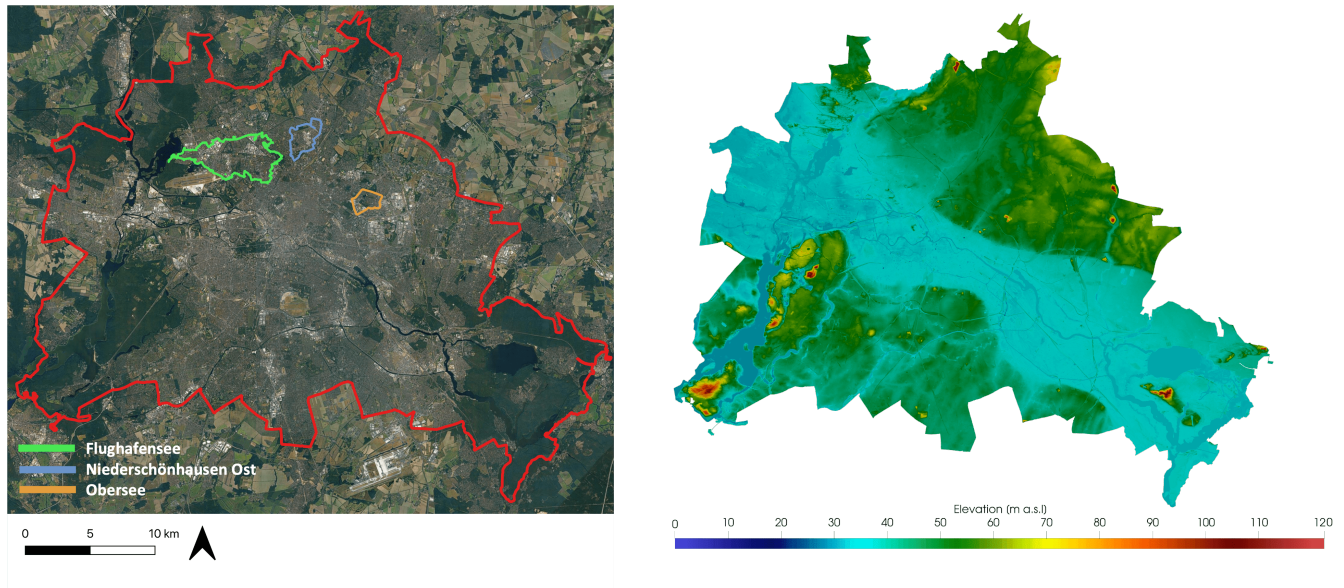 Flughafensee
Niederschönhausen Ost
Obersee
0 5 10 km
Elevation (m a.s.l)
0 10 20 30 40 50 60 70 80 90 100 110 120